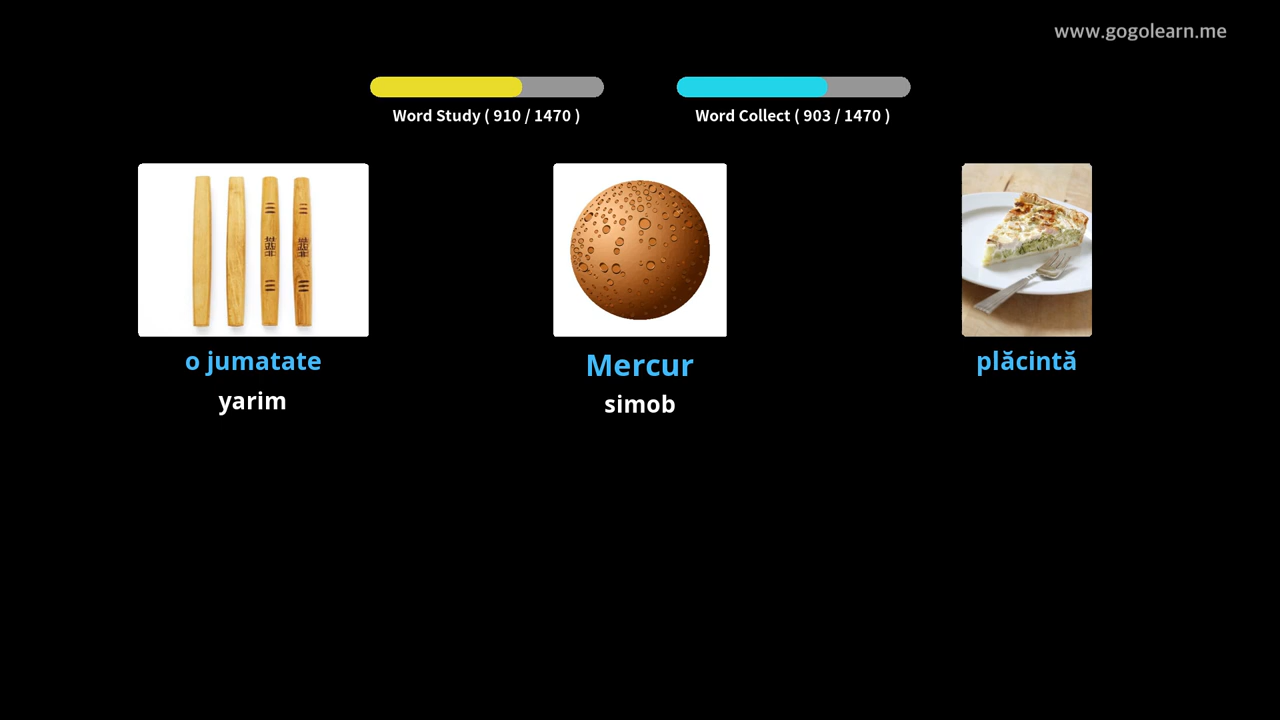 www.gogolearn.me
Word Study ( 910 / 1470 )
Word Collect ( 903 / 1470 )
o jumatate
yarim
Mercur
simob
plăcintă